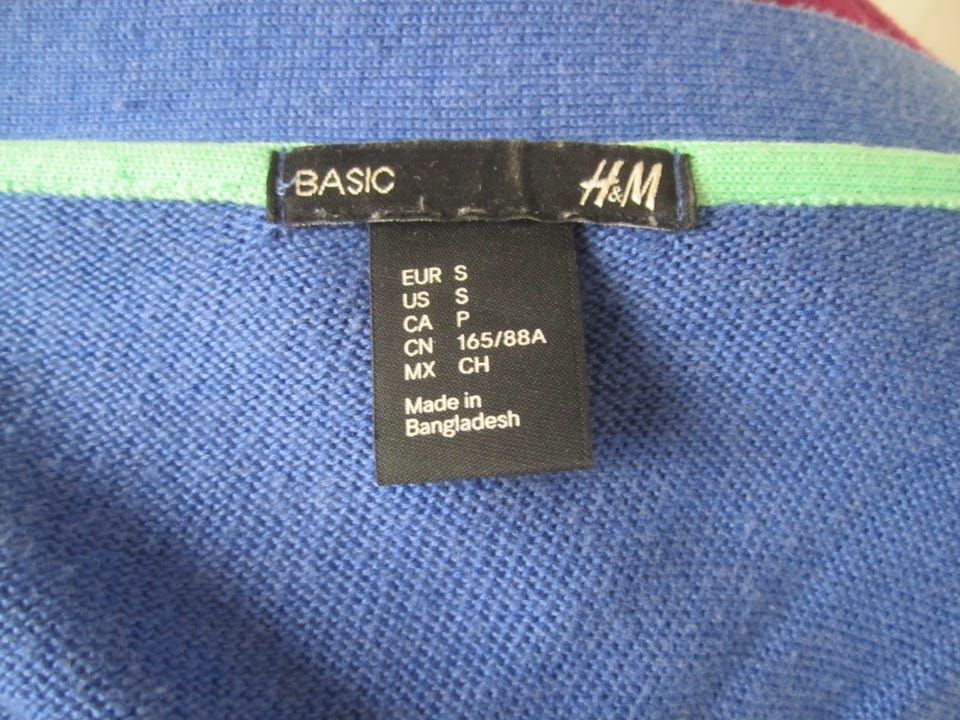 BASIC H&M
EUR S
US S
CA P
CN 165/88A
MX CH
Made in
Bangladesh